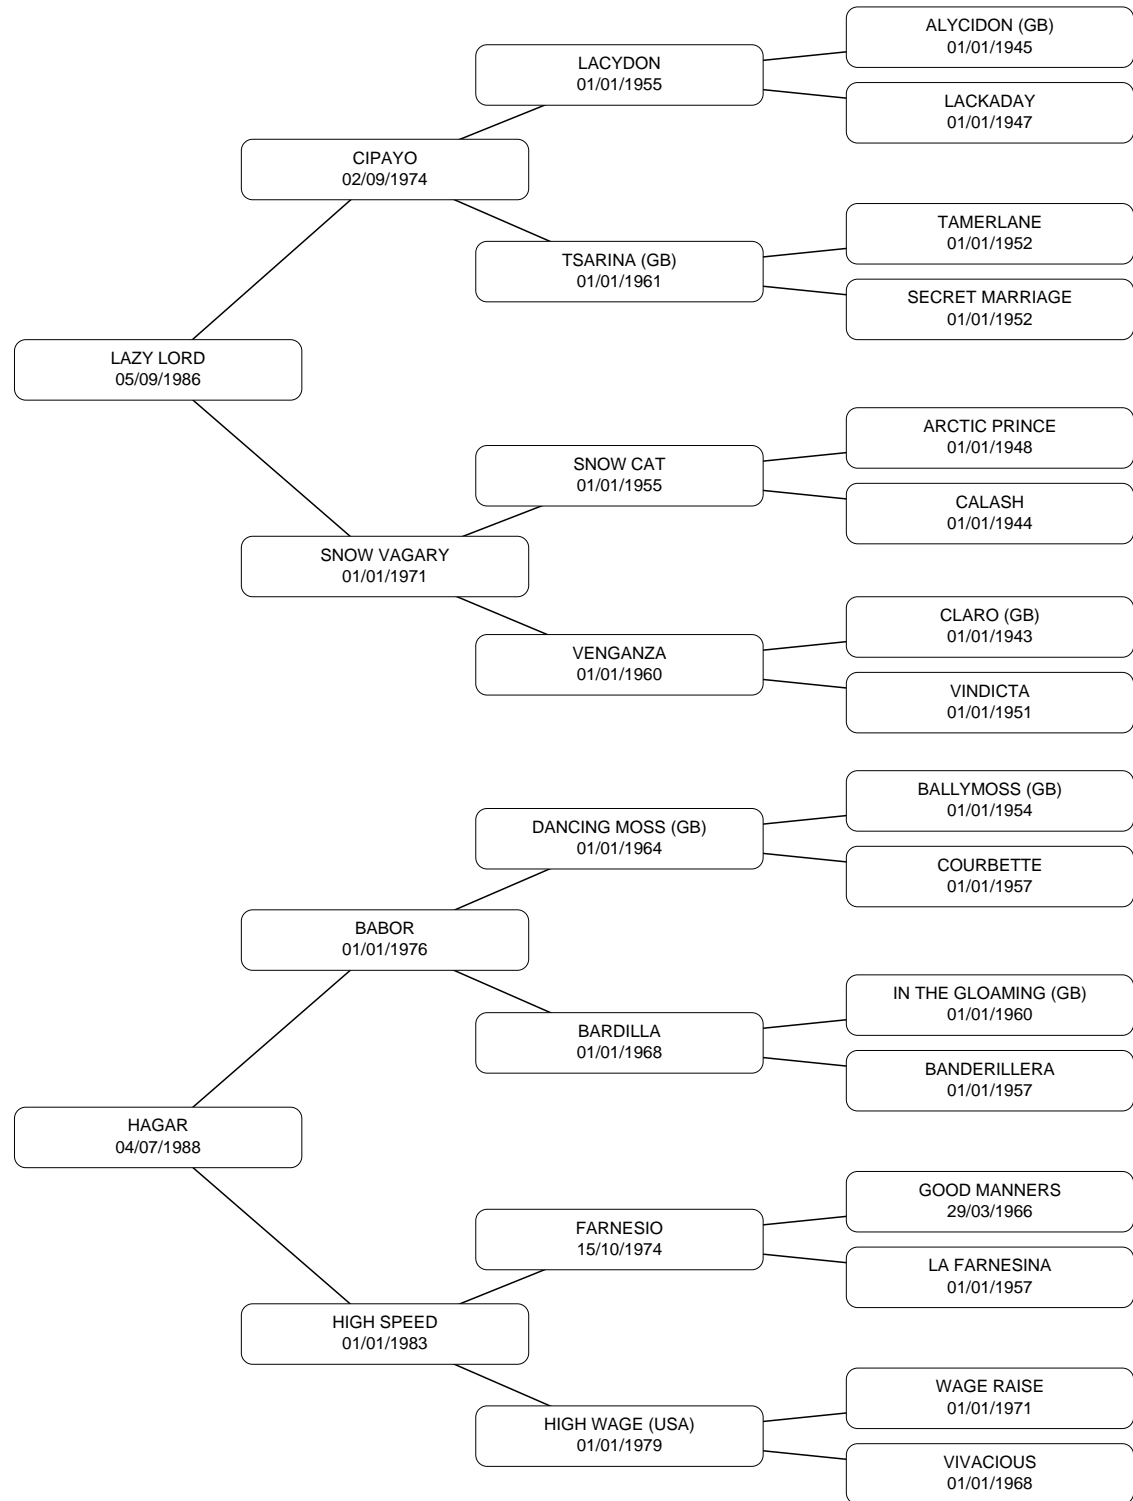 ALYCIDON (GB)
01/01/1945
LACYDON
01/01/1955
LACKADAY
01/01/1947
CIPAYO
02/09/1974
TAMERLANE
01/01/1952
TSARINA (GB)
01/01/1961
SECRET MARRIAGE
01/01/1952
LAZY LORD
05/09/1986
ARCTIC PRINCE
01/01/1948
SNOW CAT
01/01/1955
CALASH
01/01/1944
SNOW VAGARY
01/01/1971
CLARO (GB)
01/01/1943
VENGANZA
01/01/1960
VINDICTA
01/01/1951
BALLYMOSS (GB)
01/01/1954
DANCING MOSS (GB)
01/01/1964
COURBETTE
01/01/1957
BABOR
01/01/1976
IN THE GLOAMING (GB)
01/01/1960
BARDILLA
01/01/1968
BANDERILLERA
01/01/1957
HAGAR
04/07/1988
GOOD MANNERS
29/03/1966
FARNESIO
15/10/1974
LA FARNESINA
01/01/1957
HIGH SPEED
01/01/1983
WAGE RAISE
01/01/1971
HIGH WAGE (USA)
01/01/1979
VIVACIOUS
01/01/1968